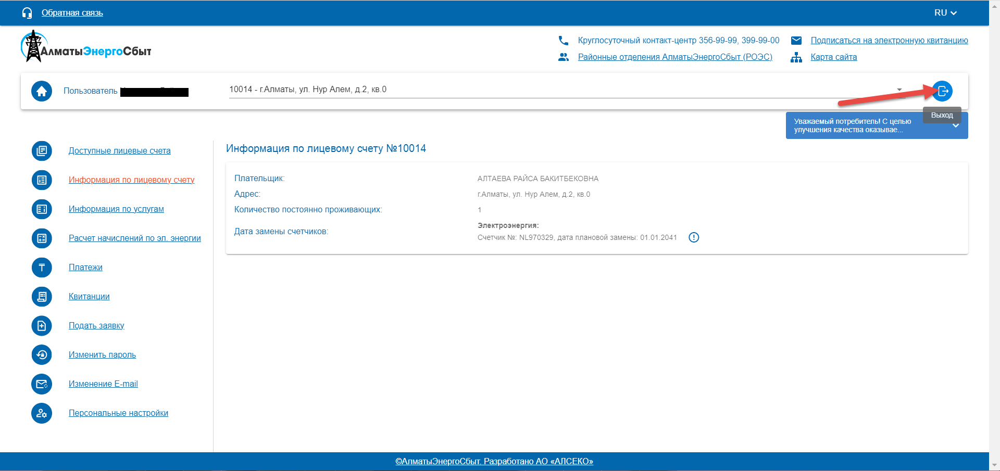 Обратная связь
RU
АлматыЭнергоСбыт
Круглосуточный контакт-центр 356-99-99, 399-99-00
Подписаться на электронную квитанцию
Районные отделения АлматыЭнергоСбыт (РОЭС)
Карта сайта
Пользователь
10014 - г.Алматы, ул. Нур Алем, д.2, кв.0
Выход
Уважаемый потребитель! С целью
улучшения качества оказывае...
Доступные лицевые счета
Информация по лицевому счету
Информация по услугам
Расчет начислений по эл. энергии
Платежи
Квитанции
Подать заявку
Изменить пароль
Изменение E-mail
Персональные настройки
Информация по лицевому счету №10014
Плательщик:
АЛТАЕВА РАЙСА БАКИТБЕКОВНА
Адрес:
г.Алматы, ул. Нур Алем, д.2, кв.0
Количество постоянно проживающих:
1
Дата замены счетчиков:
Электроэнергия:
Счетчик №: NL970329, дата плановой замены: 01.01.2041
©АлматыЭнергоСбыт. Разработано АО «АЛСЕКО»